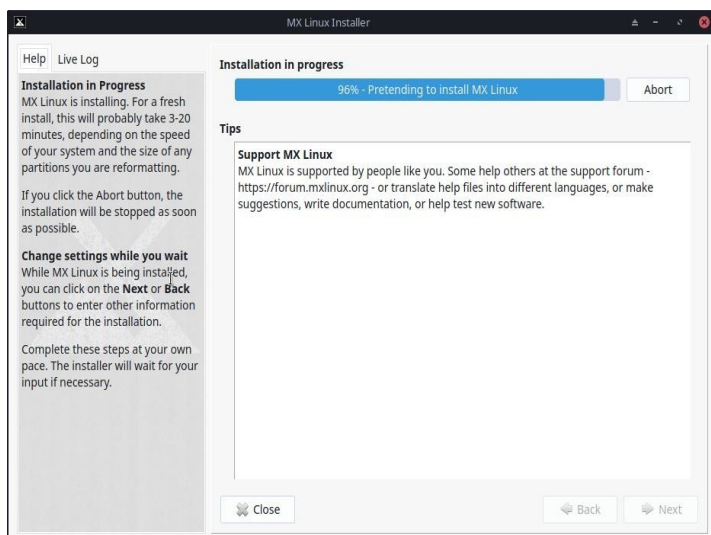 MX Linux Installer
Help Live Log
Installation in Progress
MX Linux is installing. For a fresh
install, this will probably take 3-20
minutes, depending on the speed
of your system and the size of any
partitions you are reformatting.
If you click the Abort button, the
installation will be stopped as soon
as possible.
Change settings while you wait
While MX Linux is being installed,
you can click on the Next or Back
buttons to enter other information
required for the installation.
Complete these steps at your own
pace. The installer will wait for your
input if necessary.
Installation in progress
96% - Pretending to install MX Linux
Abort
Tips
Support MX Linux
MX Linux is supported by people like you. Some help others at the support forum -
https://forum.mxlinux.org - or translate help files into different languages, or make
suggestions, write documentation, or help test new software.
Close Back Next